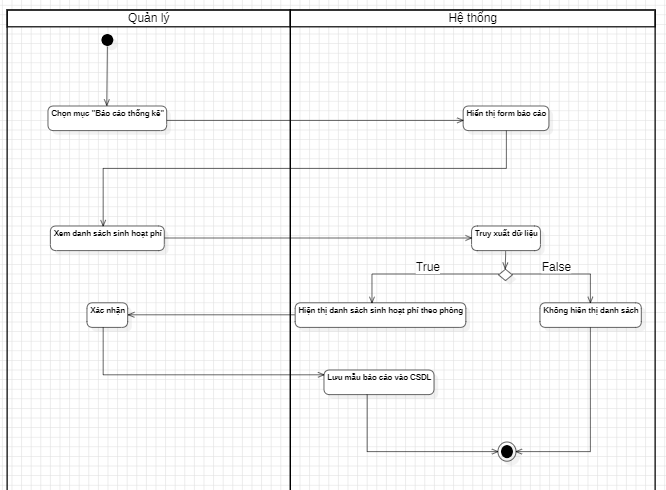 Quản lý
Hệ thống
Chọn mục "Báo cáo thống kê"
Hiển thị form báo cáo
Xem danh sách sinh hoạt phí
Truy xuất dữ liệu
True
False
Xác nhận
Hiện thị danh sách sinh hoạt phí theo phòng
Không hiên thị danh sách
Lưu mẫu báo cáo vào CSDL